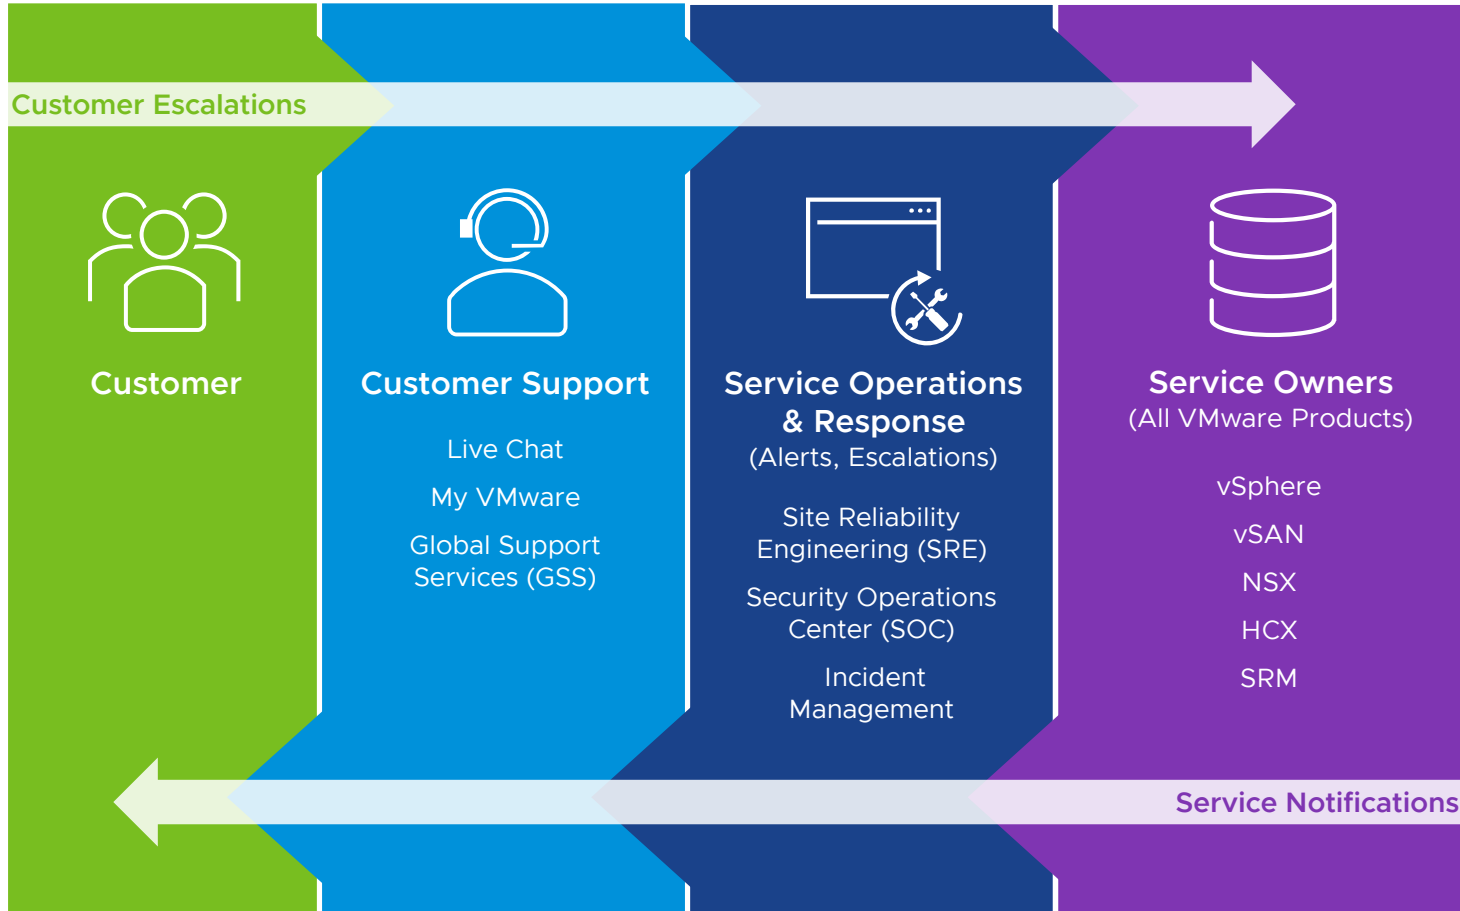 Customer Escalations
Customer
Customer Support
Live Chat
My VMware
Global Support
Services (GSS)
Service Operations
& Response
(Alerts, Escalations)
Site Reliability
Engineering (SRE)
Security Operations
Center (SOC)
Incident
Management
Service Owners
(All VMware Products)
vSphere
vSAN
NSX
HCX
SRM
Service Notifications